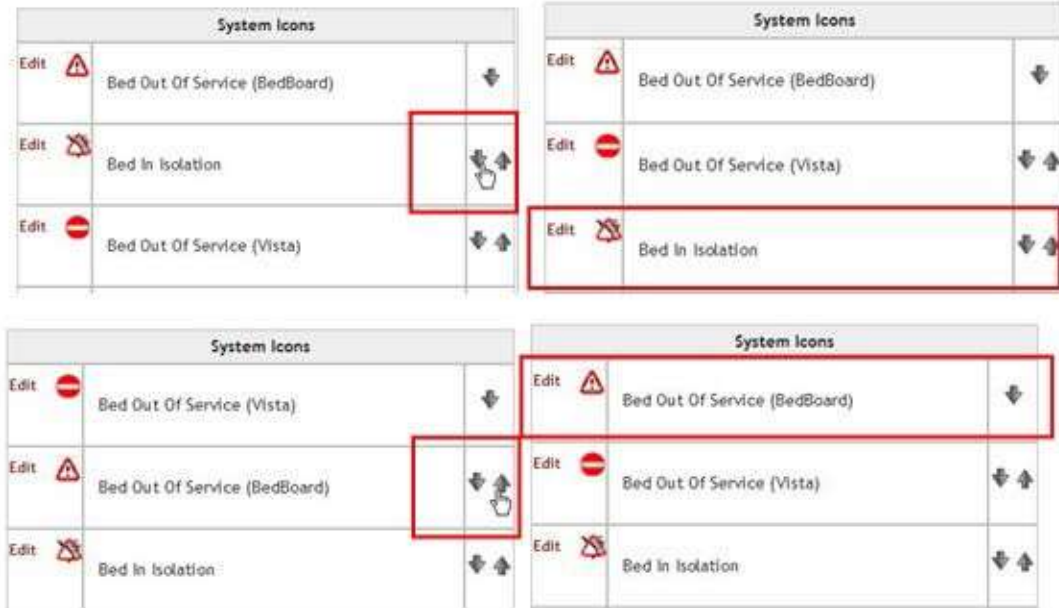 System Icons
Edit Bed Out Of Service (BedBoard)
Edit Bed In Isolation
Edit Bed Out Of Service (Vista)
System Icons
Edit Bed Out Of Service (BedBoard)
Edit Bed Out Of Service (Vista)
Edit Bed In Isolation
System Icons
Edit Bed Out Of Service (Vista)
Edit Bed Out Of Service (BedBoard)
Edit Bed In Isolation
System Icons
Edit Bed Out Of Service (BedBoard)
Edit Bed Out Of Service (Vista)
Edit Bed In Isolation